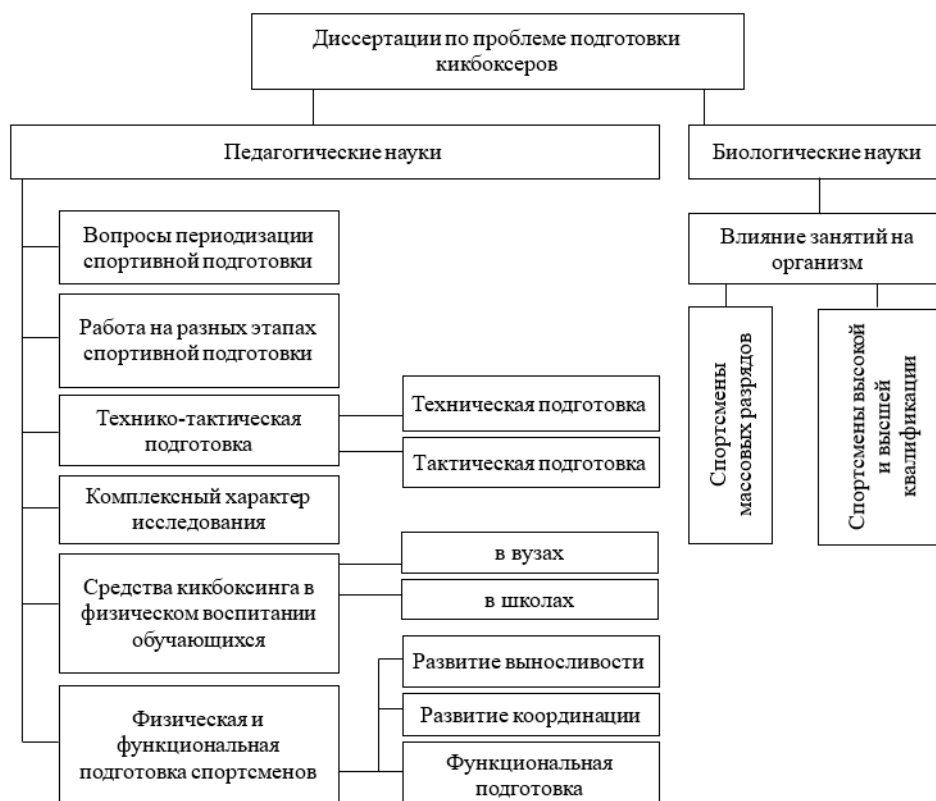 Диссертации по проблеме подготовки
кикбоксеров
Педагогические науки
Биологические науки
Вопросы периодизации
спортивной подготовки
Работа на разных этапах
спортивной подготовки
Технико-тактическая
подготовка
Техническая подготовка
Тактическая подготовка
Комплексный характер
исследования
Средства кикбоксинга в
физическом воспитании
обучающихся
в вузах
в школах
Физическая и
функциональная
подготовка спортсменов
Развитие выносливости
Развитие координации
Функциональная
подготовка
Влияние занятий на
организм
Спортсмены
массовых разрядов
Спортсмены высокой
и высшей
квалификации